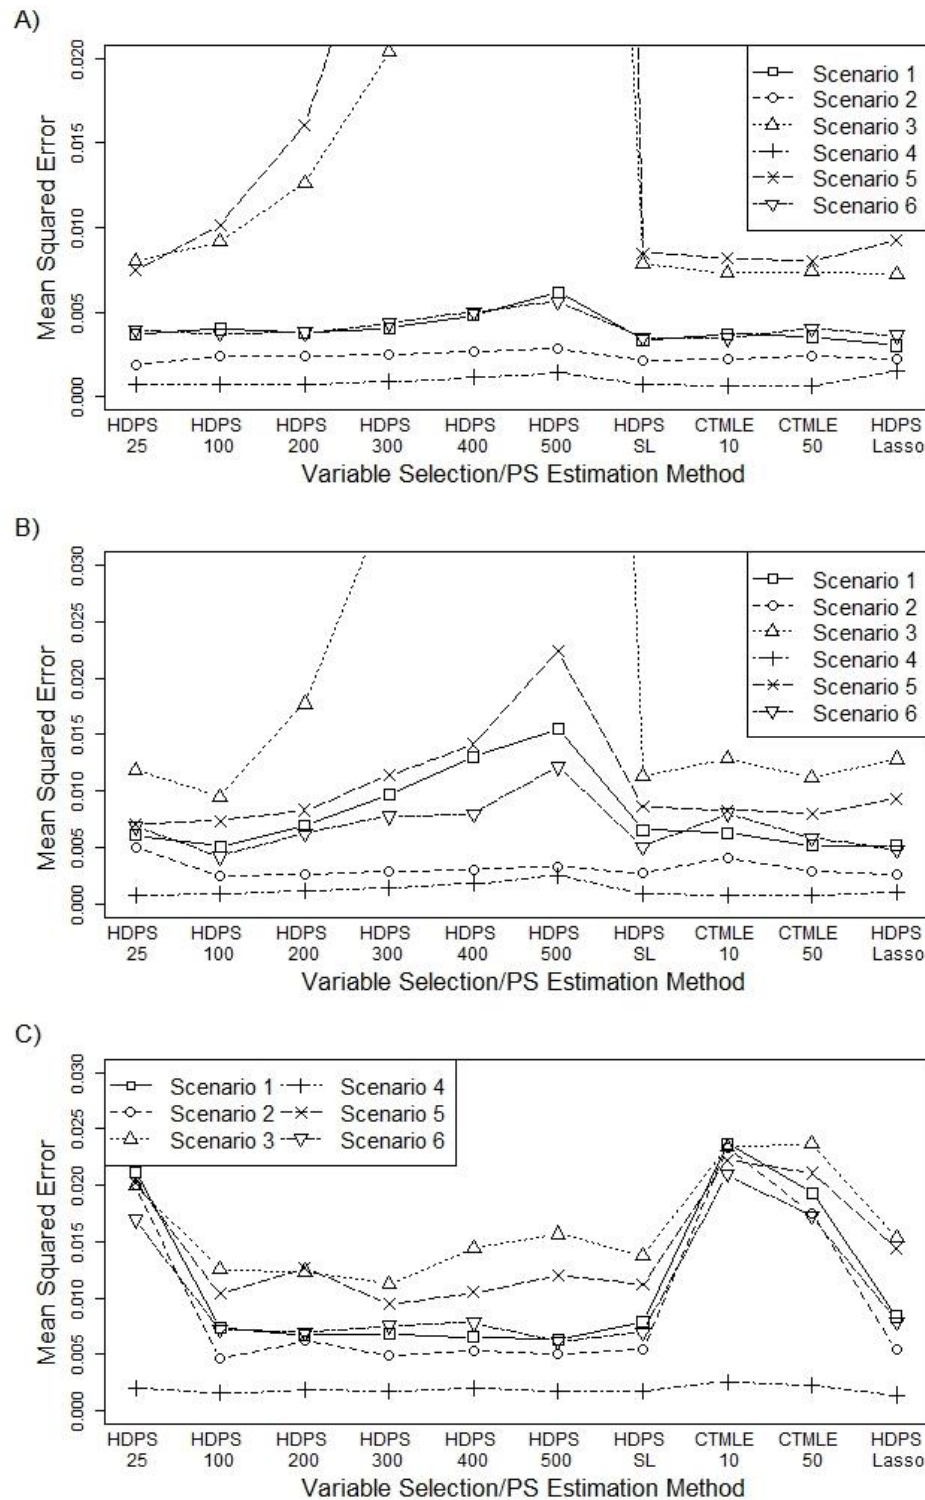 A)
Mean Squared Error
0.020
0.015
0.010
0.005
0.000
Scenario 1
Scenario 2
Scenario 3
Scenario 4
Scenario 5
Scenario 6
HDPS HDPS HDPS HDPS HDPS HDPS HDPS CTMLE CTMLE HDPS
25 100 200 300 400 500 SL 10 50 Lasso
Variable Selection/PS Estimation Method
B)
Mean Squared Error
0.030
0.025
0.020
0.015
0.010
0.005
0.000
Scenario 1
Scenario 2
Scenario 3
Scenario 4
Scenario 5
Scenario 6
HDPS HDPS HDPS HDPS HDPS HDPS HDPS CTMLE CTMLE HDPS
25 100 200 300 400 500 SL 10 50 Lasso
Variable Selection/PS Estimation Method
C)
Mean Squared Error
0.030
0.025
0.020
0.015
0.010
0.005
0.000
Scenario 1 Scenario 4
Scenario 2 Scenario 5
Scenario 3 Scenario 6
HDPS HDPS HDPS HDPS HDPS HDPS HDPS CTMLE CTMLE HDPS
25 100 200 300 400 500 SL 10 50 Lasso
Variable Selection/PS Estimation Method